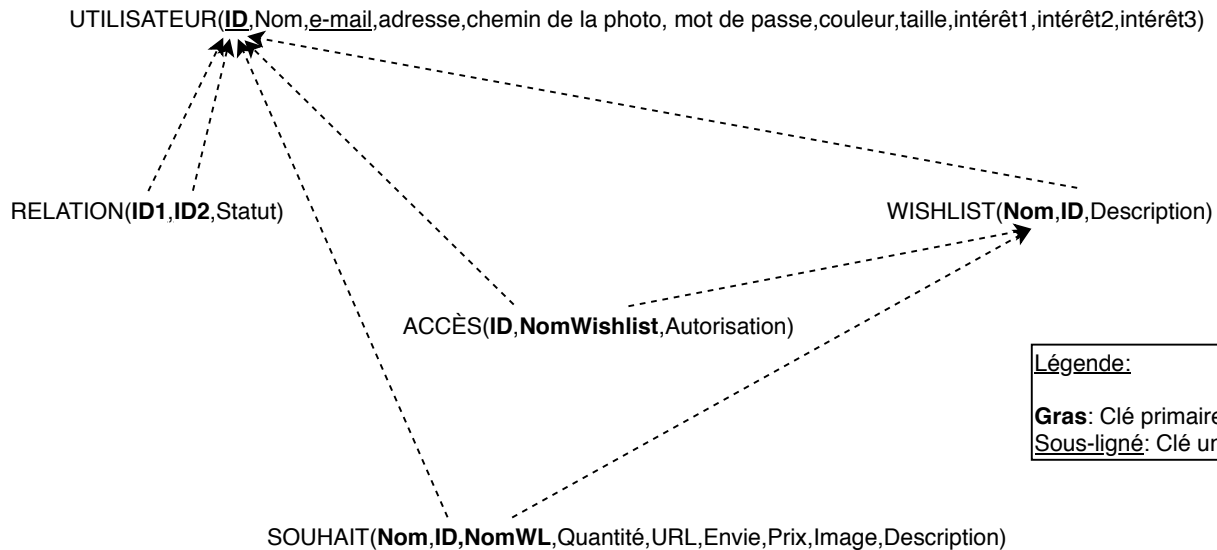 UTILISATEUR(ID,Nom,e-mail,adresse,chemin de la photo, mot de passe,couleur,taille,intérêt1,intérêt2,intérêt3)
RELATION(ID1,ID2,Statut)
WISHLIST(Nom,ID,Description)
ACCÈS(ID,NomWishlist,Autorisation)
Légende:
Gras: Clé primaire
Sous-ligné: Clé un
SOUHAIT(Nom,ID,NomWL,Quantité,URL,Envie,Prix,Image,Description)